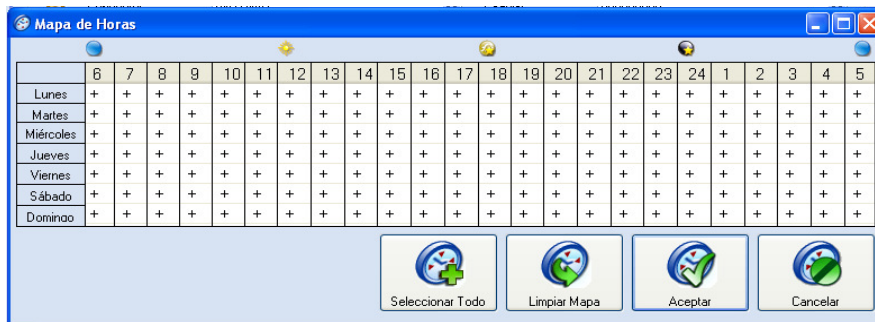 Mapa de Horas
6 7 8 9 10 11 12 13 14 15 16 17 18 19 20 21 22 23 24 1 2 3 4 5
Lunes + + + + + + + + + + + + + + + + + + + + + + + +
Martes + + + + + + + + + + + + + + + + + + + + + + + +
Miércoles + + + + + + + + + + + + + + + + + + + + + + + +
Jueves + + + + + + + + + + + + + + + + + + + + + + + +
Viernes + + + + + + + + + + + + + + + + + + + + + + + +
Sábado + + + + + + + + + + + + + + + + + + + + + + + +
Domingo + + + + + + + + + + + + + + + + + + + + + + + +
Seleccionar Todo Limpiar Mapa Aceptar Cancelar